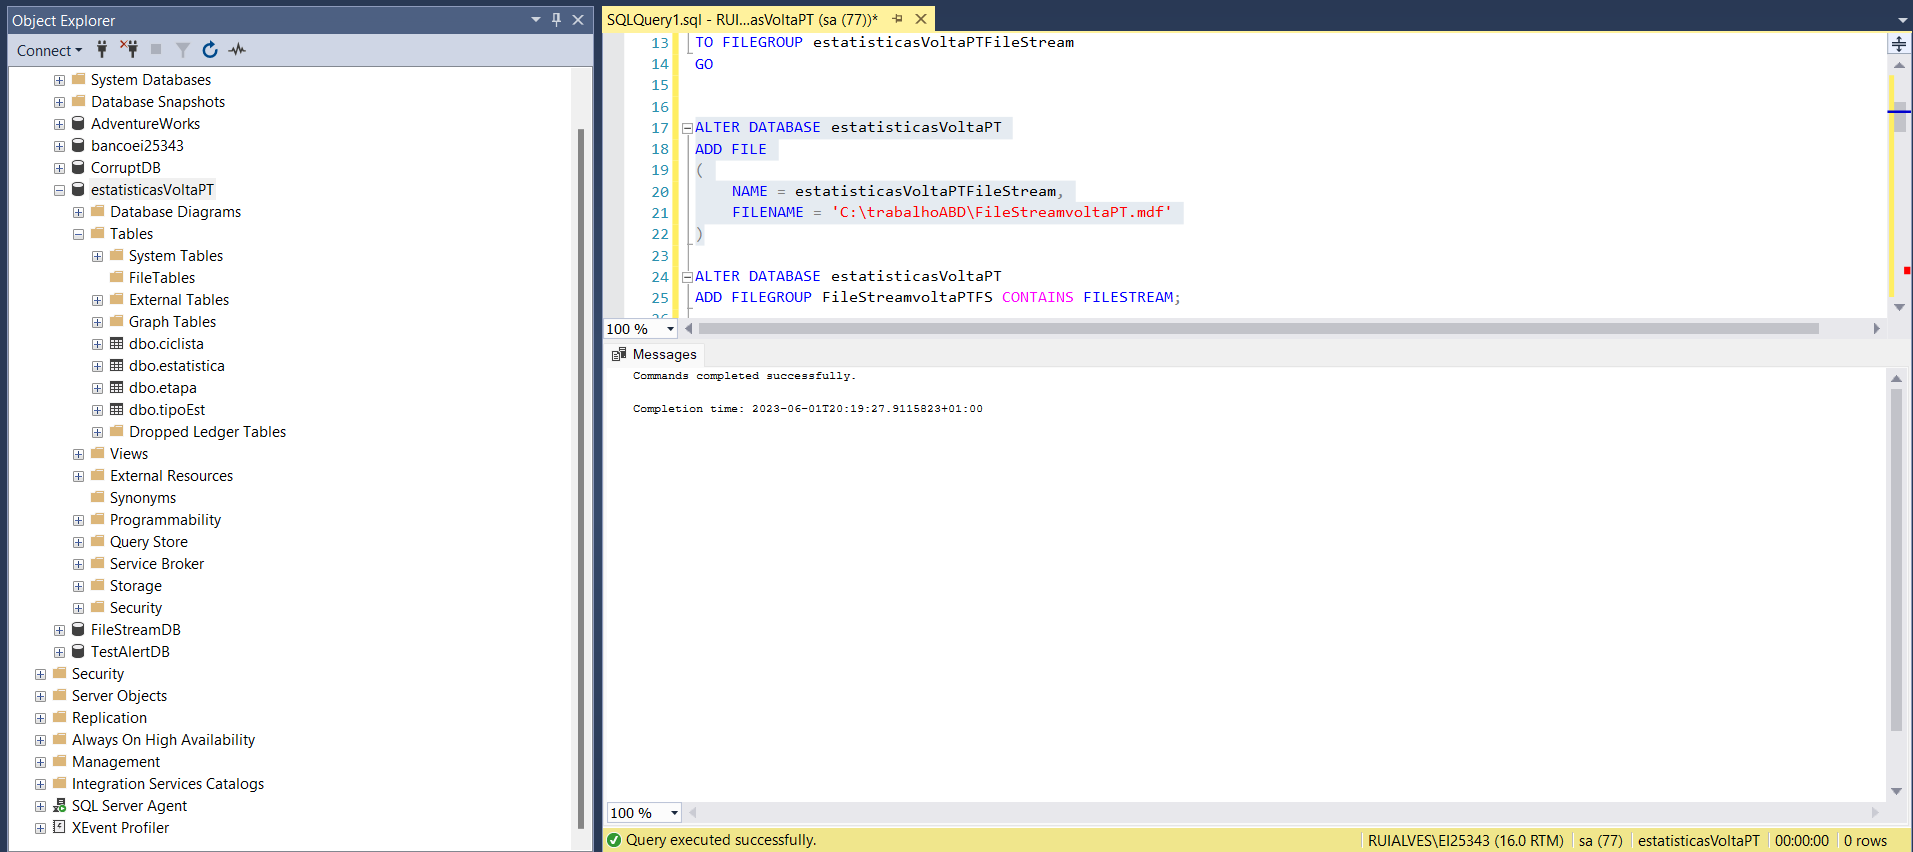 Object Explorer
Connect
System Databases
Database Snapshots
AdventureWorks
bancoei25343
CorruptDB
estatisticasVoltaPT
Database Diagrams
Tables
System Tables
FileTables
External Tables
Graph Tables
dbo.ciclista
dbo.estatistica
dbo.etapa
dbo.tipoEst
Dropped Ledger Tables
Views
External Resources
Synonyms
Programmability
Query Store
Service Broker
Storage
Security
FileStreamDB
TestAlertDB
Security
Server Objects
Replication
Always On High Availability
Management
Integration Services Catalogs
SQL Server Agent
XEvent Profiler
SQLQuery1.sql - RUI...asVoltaPT (sa (77))*
13 TO FILEGROUP estatisticasVoltaPTFileStream
14 GO
15
16
17 ALTER DATABASE estatisticasVoltaPT
18 ADD FILE
19 (
20 NAME = estatisticasVoltaPTFileStream,
21 FILENAME = 'C:\trabalhoABD\FileStreamvoltaPT.mdf'
22 )
23
24 ALTER DATABASE estatisticasVoltaPT
25 ADD FILEGROUP FileStreamvoltaPTFS CONTAINS FILESTREAM;
100 %
Messages
Commands completed successfully.
Completion time: 2023-06-01T20:19:27.9115823+01:00
100 %
Query executed successfully.
RUIALVES\EI25343 (16.0 RTM)
sa (77)
estatisticasVoltaPT
00:00:00
0 rows